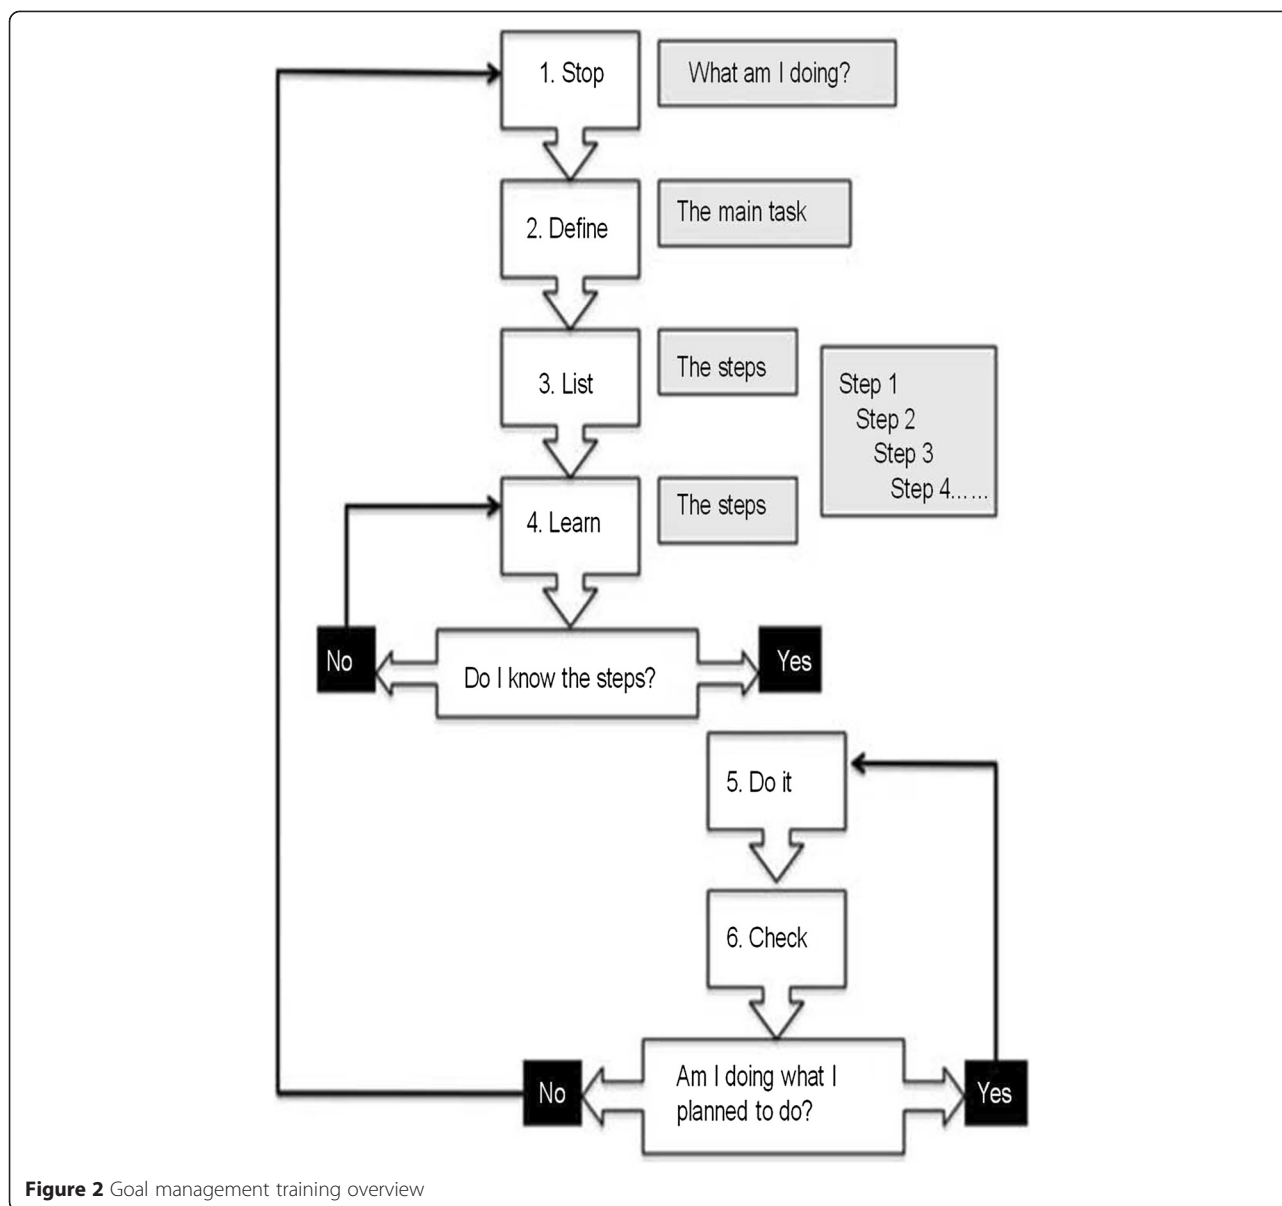 1. Stop
What am I doing?
2. Define
The main task
3. List
The steps
Step 1
Step 2
Step 3
Step 4......
4. Learn
The steps
No
Do I know the steps?
Yes
5. Do it
6. Check
No
Am I doing what I
planned to do?
Yes
Figure 2 Goal management training overview